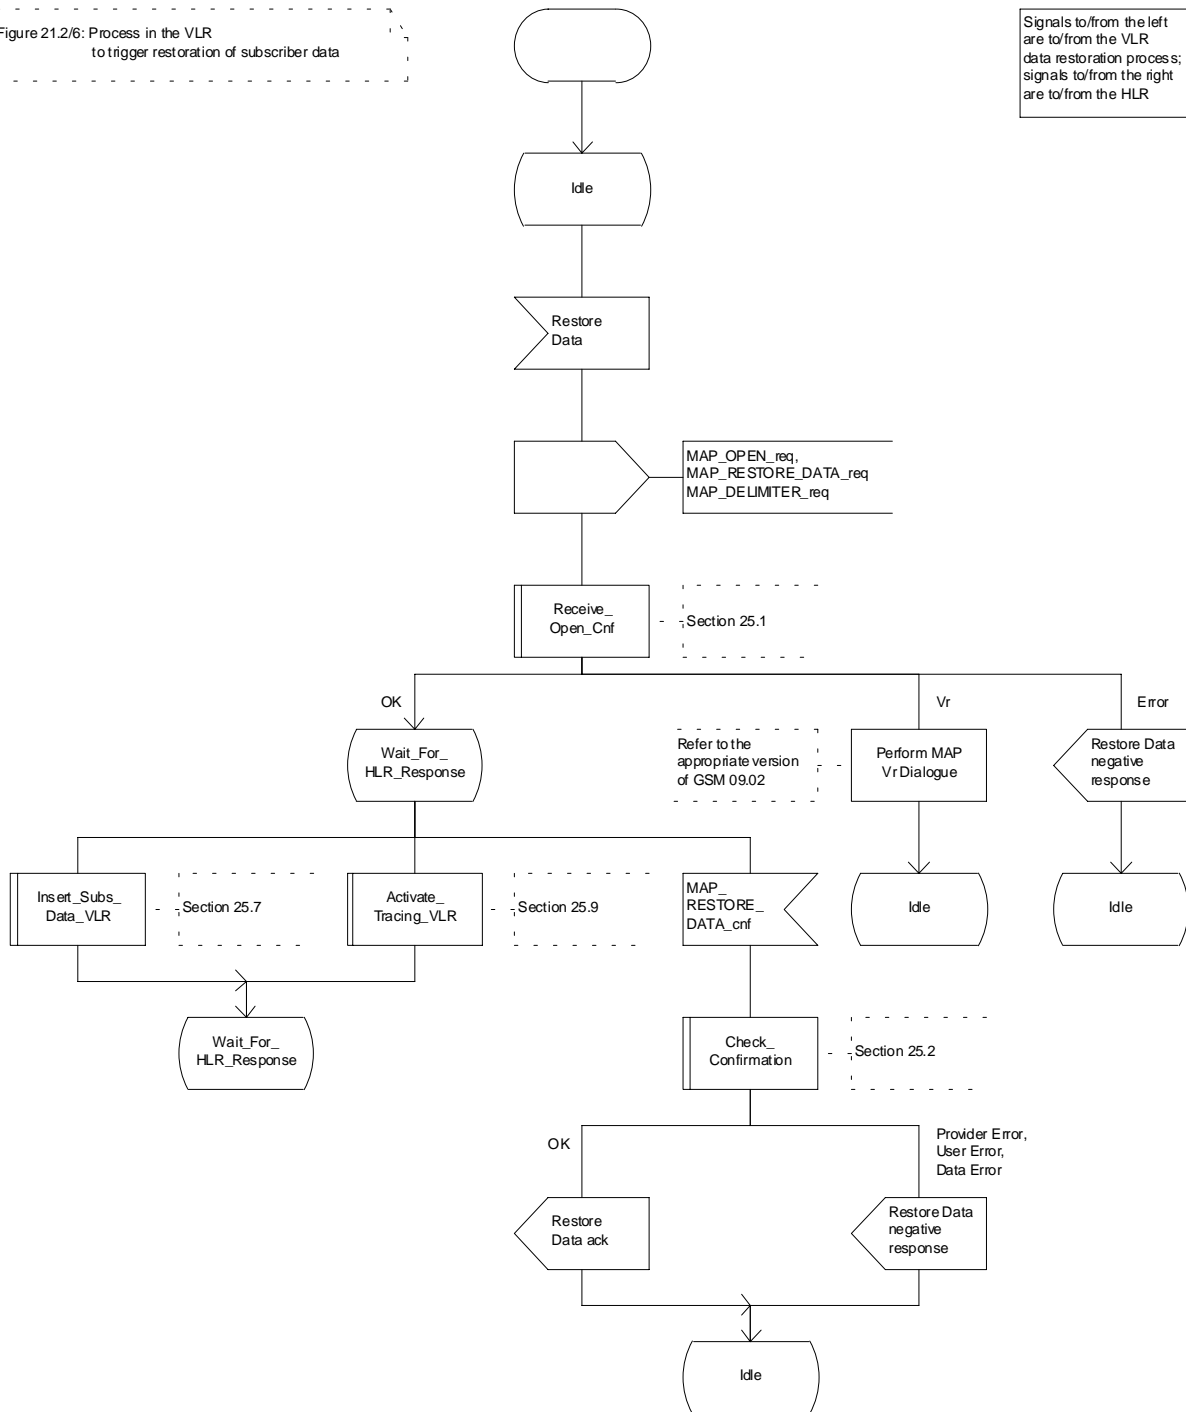 Figure 21.2/6: Process in the VLR
to trigger restoration of subscriber data
Signals to/from the left
are to/from the VLR
data restoration process;
signals to/from the right
are to/from the HLR
Idle
Restore
Data
MAP_OPEN_req,
MAP_RESTORE_DATA_req
MAP_DELIMITER_req
Receive_
Open_Cnf
Section 25.1
OK
Vr
Error
Wait_For_
HLR_Response
Refer to the
appropriate version
of GSM 09.02
Perform MAP
Vr Dialogue
Restore Data
negative
response
Insert_Subs_
Data_VLR
Section 25.7
Activate_
Tracing_VLR
Section 25.9
MAP_
RESTORE_
DATA_cnf
Idle
Idle
Wait_For_
HLR_Response
Check_
Confirmation
Section 25.2
OK
Provider Error,
User Error,
Data Error
Restore
Data ack
Restore Data
negative
response
Idle